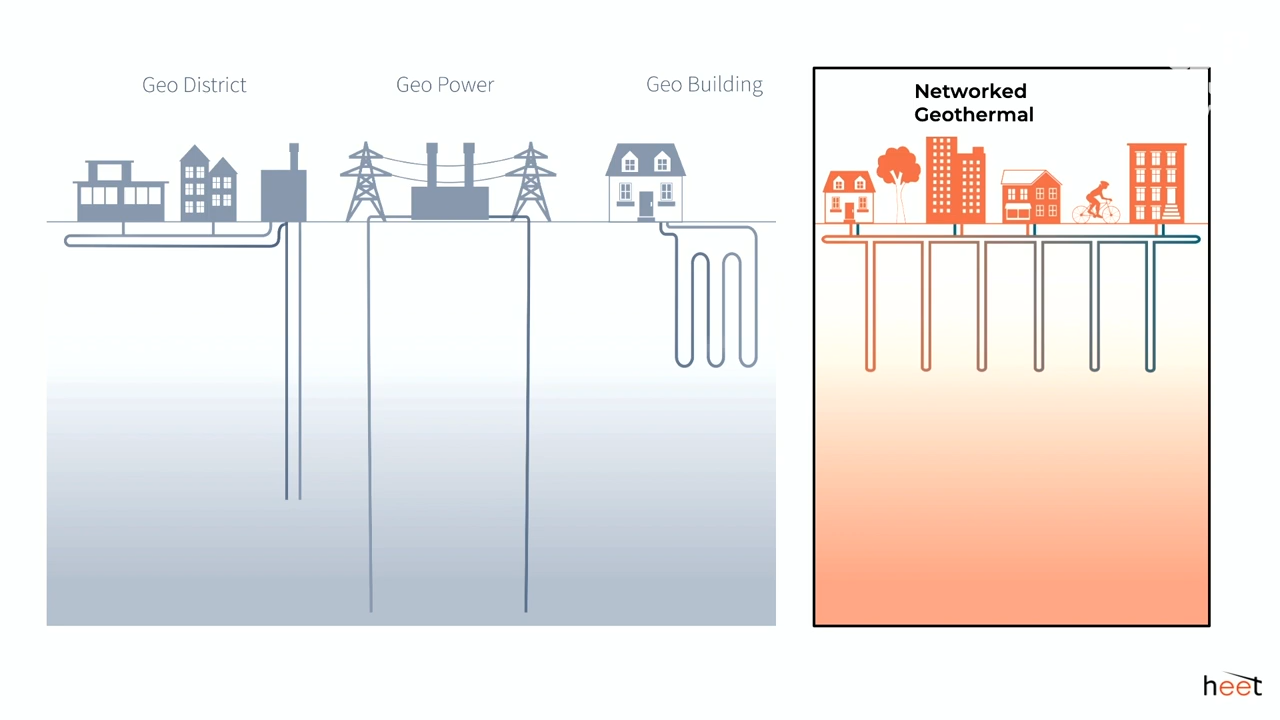 Geo District
Geo Power
Geo Building
Networked
Geothermal
heet